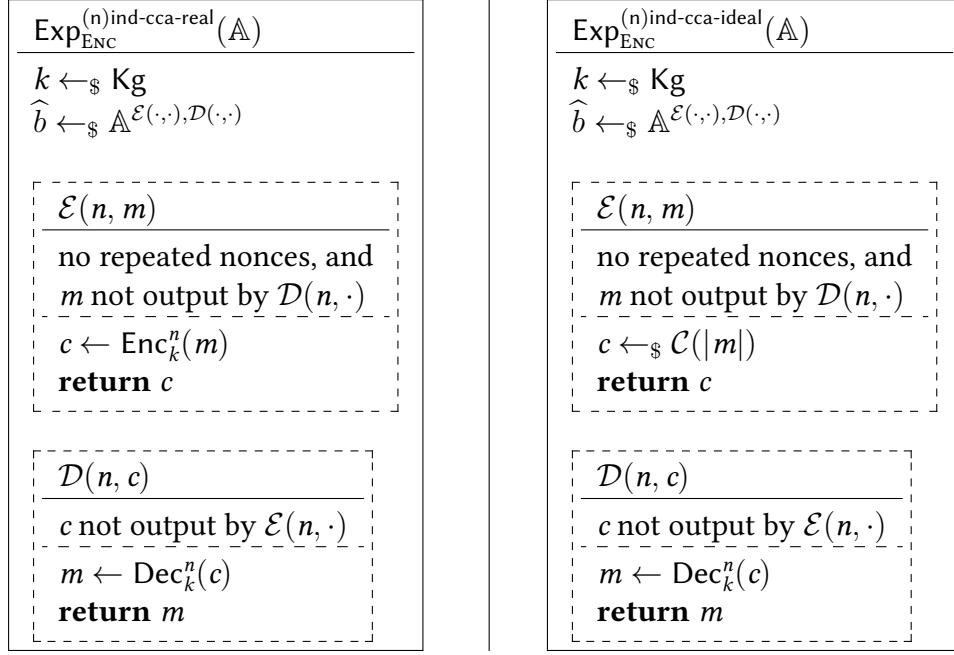 Exp_Enc^{(n)ind-cca-real}(𝔸)
k ←$ Kg
b̂ ←$ 𝔸^{ℰ(·,·),𝒟(·,·)}
ℰ(n, m)
no repeated nonces, and
m not output by 𝒟(n, ·)
c ← Enc_k^n(m)
return c
𝒟(n, c)
c not output by ℰ(n, ·)
m ← Dec_k^n(c)
return m
Exp_Enc^{(n)ind-cca-ideal}(𝔸)
k ←$ Kg
b̂ ←$ 𝔸^{ℰ(·,·),𝒟(·,·)}
ℰ(n, m)
no repeated nonces, and
m not output by 𝒟(n, ·)
c ←$ 𝒞(|m|)
return c
𝒟(n, c)
c not output by ℰ(n, ·)
m ← Dec_k^n(c)
return m